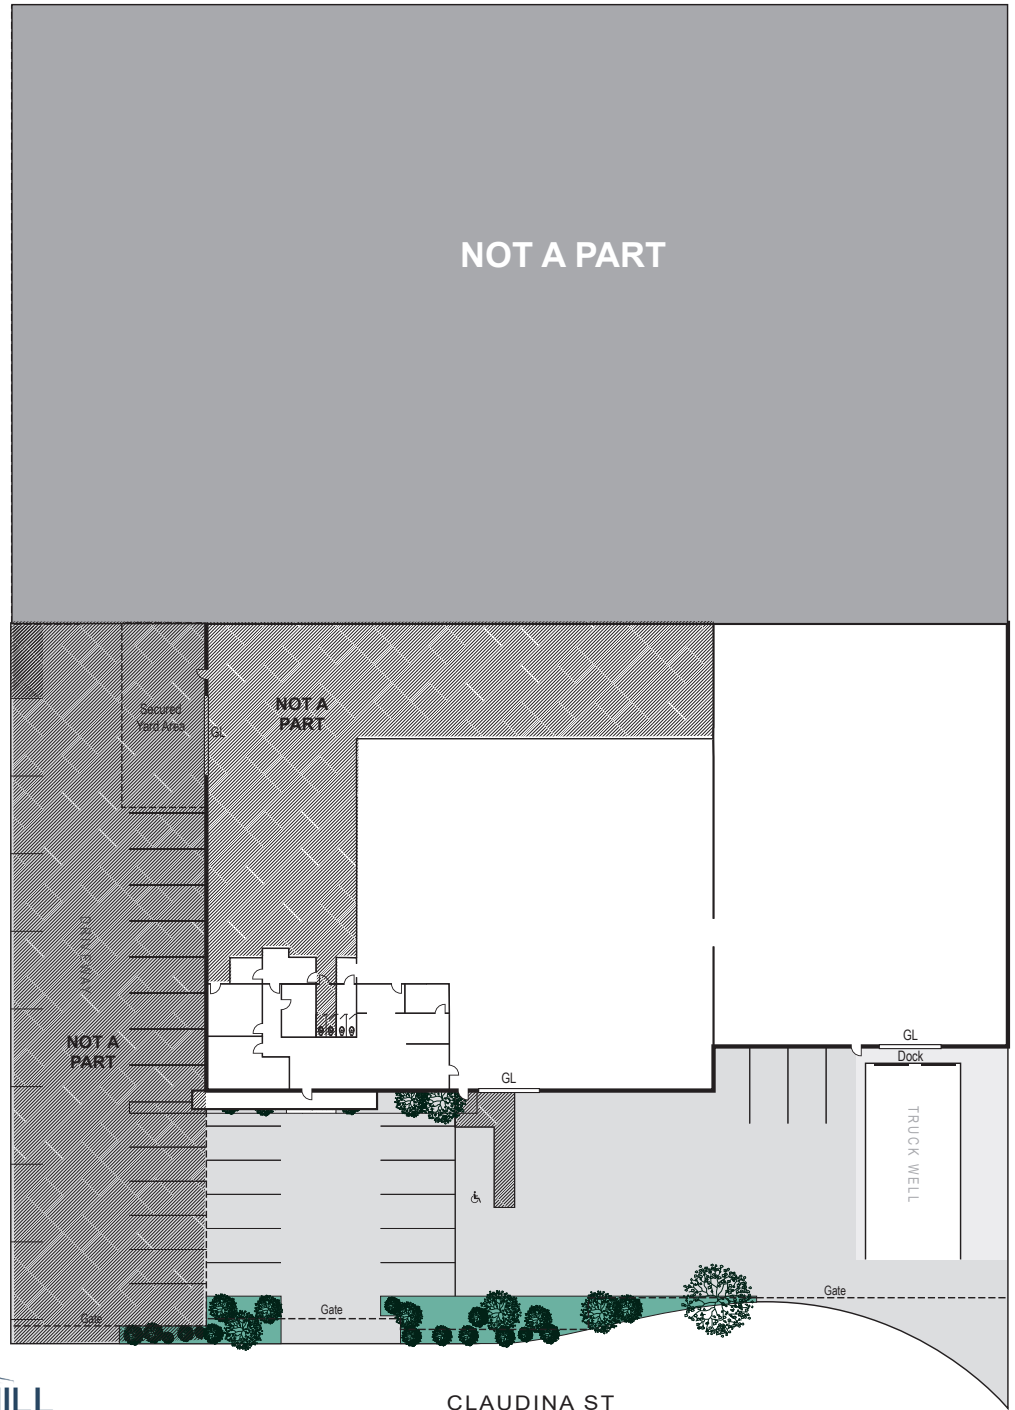 NOT A PART
Secured
Yard Area
NOT A
PART
GL
DRIVEWAY
NOT A
PART
GL
Dock
GL
TRUCK WELL
Gate
Gate
Gate
CLAUDINA ST